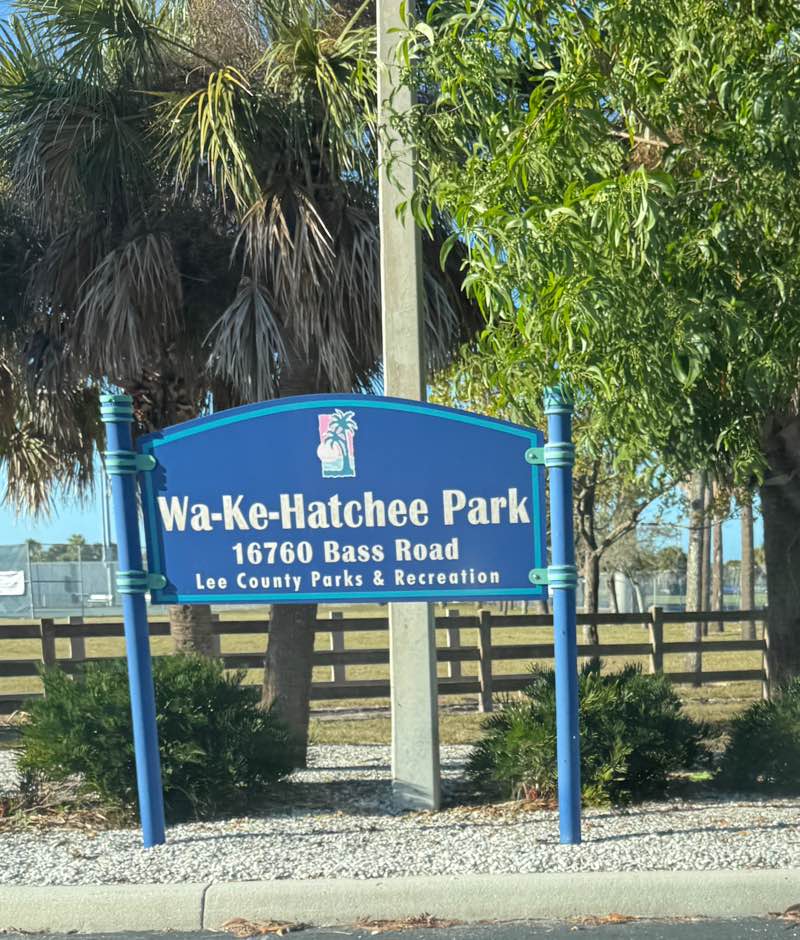 Wa-Ke-Hatchee Park
16760 Bass Road
Lee County Parks & Recreation